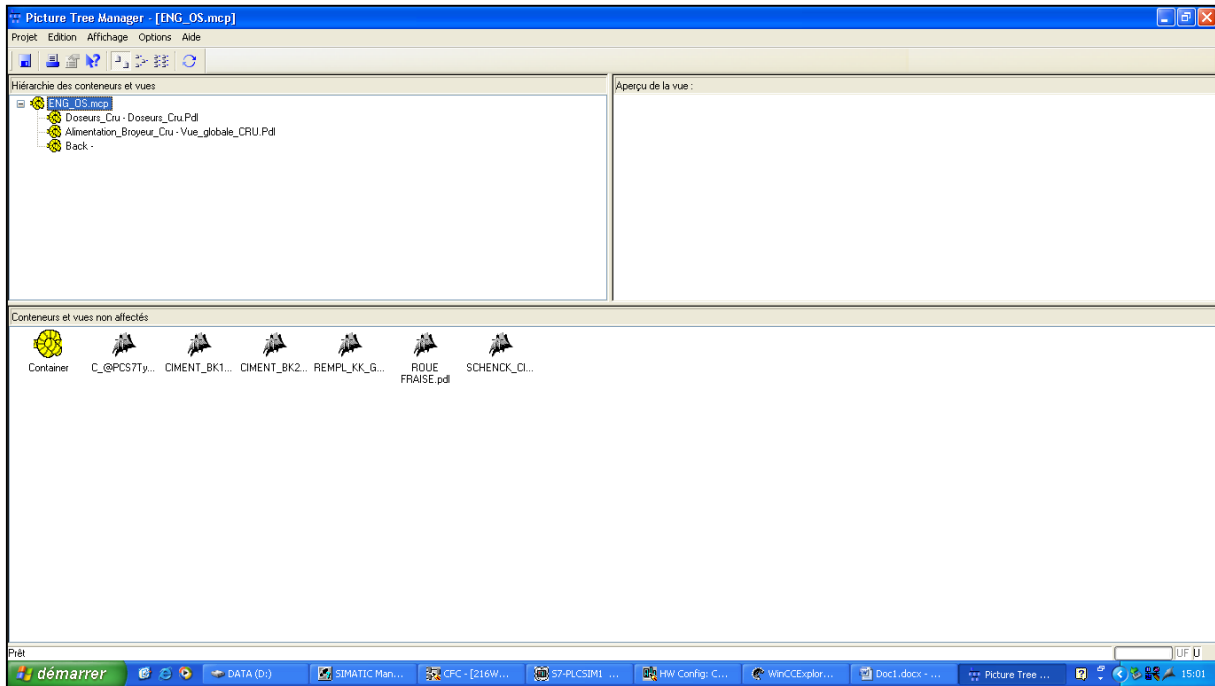 Picture Tree Manager - [ENG_OS.mcp]
Projet Edition Affichage Options Aide
Hiérarchie des conteneurs et vues
Aperçu de la vue :
ENG_OS.mcp
Doseurs_Cru - Doseurs_Cru.Pdl
Alimentation_Broyeur_Cru - Vue_globale_CRU.Pdl
Back -
Conteneurs et vues non affectés
Container C_@PCS7Ty... CIMENT_BK1... CIMENT_BK2... REMPL_KK_G... ROUE SCHENCK_CI...
FRAISE.pdl
Prêt
UF U
démarrer DATA (D:) SIMATIC Man... CFC - [216W... S7-PLCSIM1 ... HW Config: C... WinCCExplor... Doc1.docx - ... Picture Tree ... 15:01